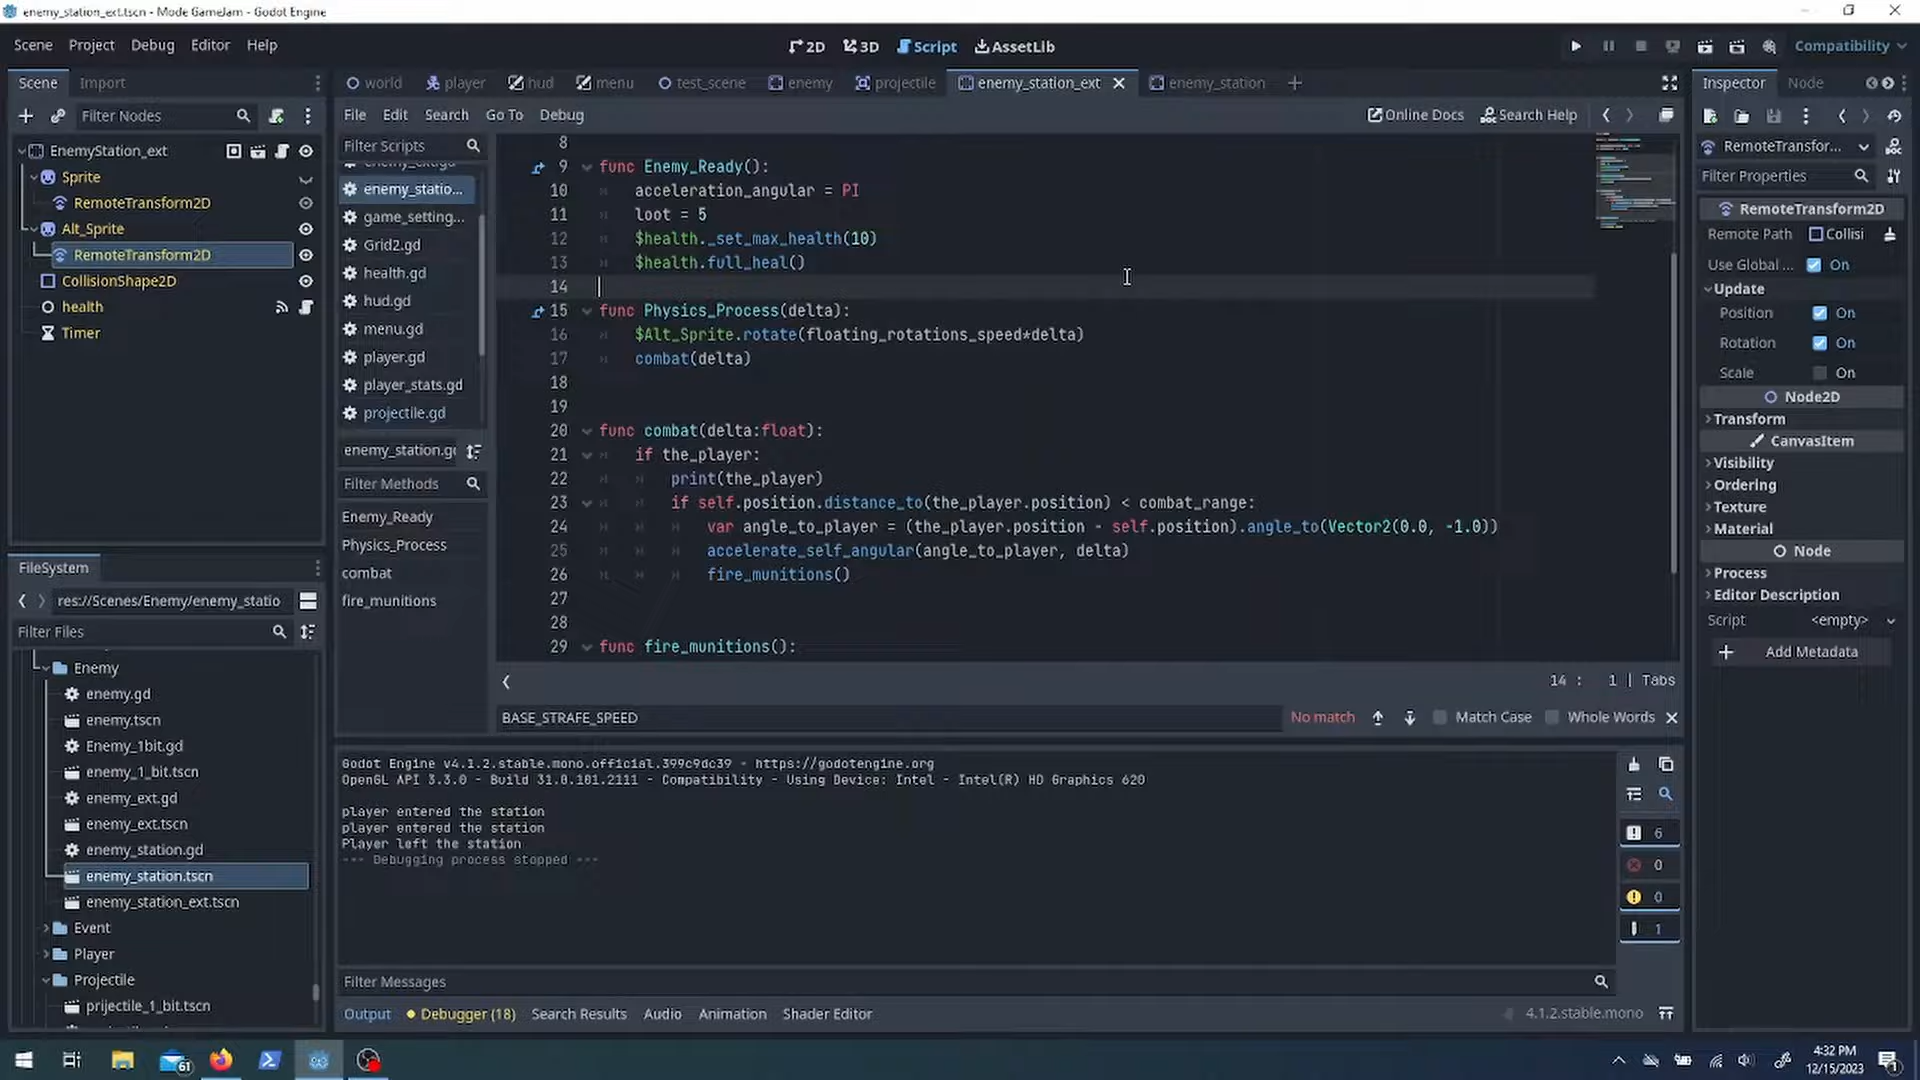 enemy_station_ext.tscn - Mode GameJam - Godot Engine
Scene Project Debug Editor Help
2D 3D Script AssetLib
Compatibility
Scene Import
world player hud menu test_scene enemy projectile enemy_station_ext enemy_station
Inspector Node
Filter Nodes
File Edit Search Go To Debug
Online Docs Search Help
EnemyStation_ext
Sprite
RemoteTransform2D
Alt_Sprite
RemoteTransform2D
CollisionShape2D
health
Timer
Filter Scripts
enemy_statio...
game_setting...
Grid2.gd
health.gd
hud.gd
menu.gd
player.gd
player_stats.gd
projectile.gd
enemy_station.g
Filter Methods
Enemy_Ready
Physics_Process
combat
fire_munitions
8
9 func Enemy_Ready():
10 acceleration_angular = PI
11 loot = 5
12 $health._set_max_health(10)
13 $health.full_heal()
14
15 func Physics_Process(delta):
16 $Alt_Sprite.rotate(floating_rotations_speed*delta)
17 combat(delta)
18
19
20 func combat(delta:float):
21 if the_player:
22 print(the_player)
23 if self.position.distance_to(the_player.position) < combat_range:
24 var angle_to_player = (the_player.position - self.position).angle_to(Vector2(0.0, -1.0))
25 accelerate_self_angular(angle_to_player, delta)
26 fire_munitions()
27
28
29 func fire_munitions():
14 : 1 | Tabs
BASE_STRAFE_SPEED
No match Match Case Whole Words
RemoteTransfor...
Filter Properties
RemoteTransform2D
Remote Path Collisi
Use Global ... On
Update
Position On
Rotation On
Scale On
Node2D
Transform
CanvasItem
Visibility
Ordering
Texture
Material
Node
Process
Editor Description
Script <empty>
Add Metadata
FileSystem
res://Scenes/Enemy/enemy_statio
Filter Files
Enemy
enemy.gd
enemy.tscn
Enemy_1bit.gd
enemy_1_bit.tscn
enemy_ext.gd
enemy_ext.tscn
enemy_station.gd
enemy_station.tscn
enemy_station_ext.tscn
Event
Player
Projectile
prijectile_1_bit.tscn
Godot Engine v4.1.2.stable.mono.official.399c9dc39 - https://godotengine.org
OpenGL API 3.3.0 - Build 31.0.101.2111 - Compatibility - Using Device: Intel - Intel(R) HD Graphics 620
player entered the station
player entered the station
Player left the station
--- Debugging process stopped ---
6
0
0
1
Filter Messages
Output Debugger (18) Search Results Audio Animation Shader Editor
4.1.2.stable.mono
61
4:32 PM
12/15/2023
1